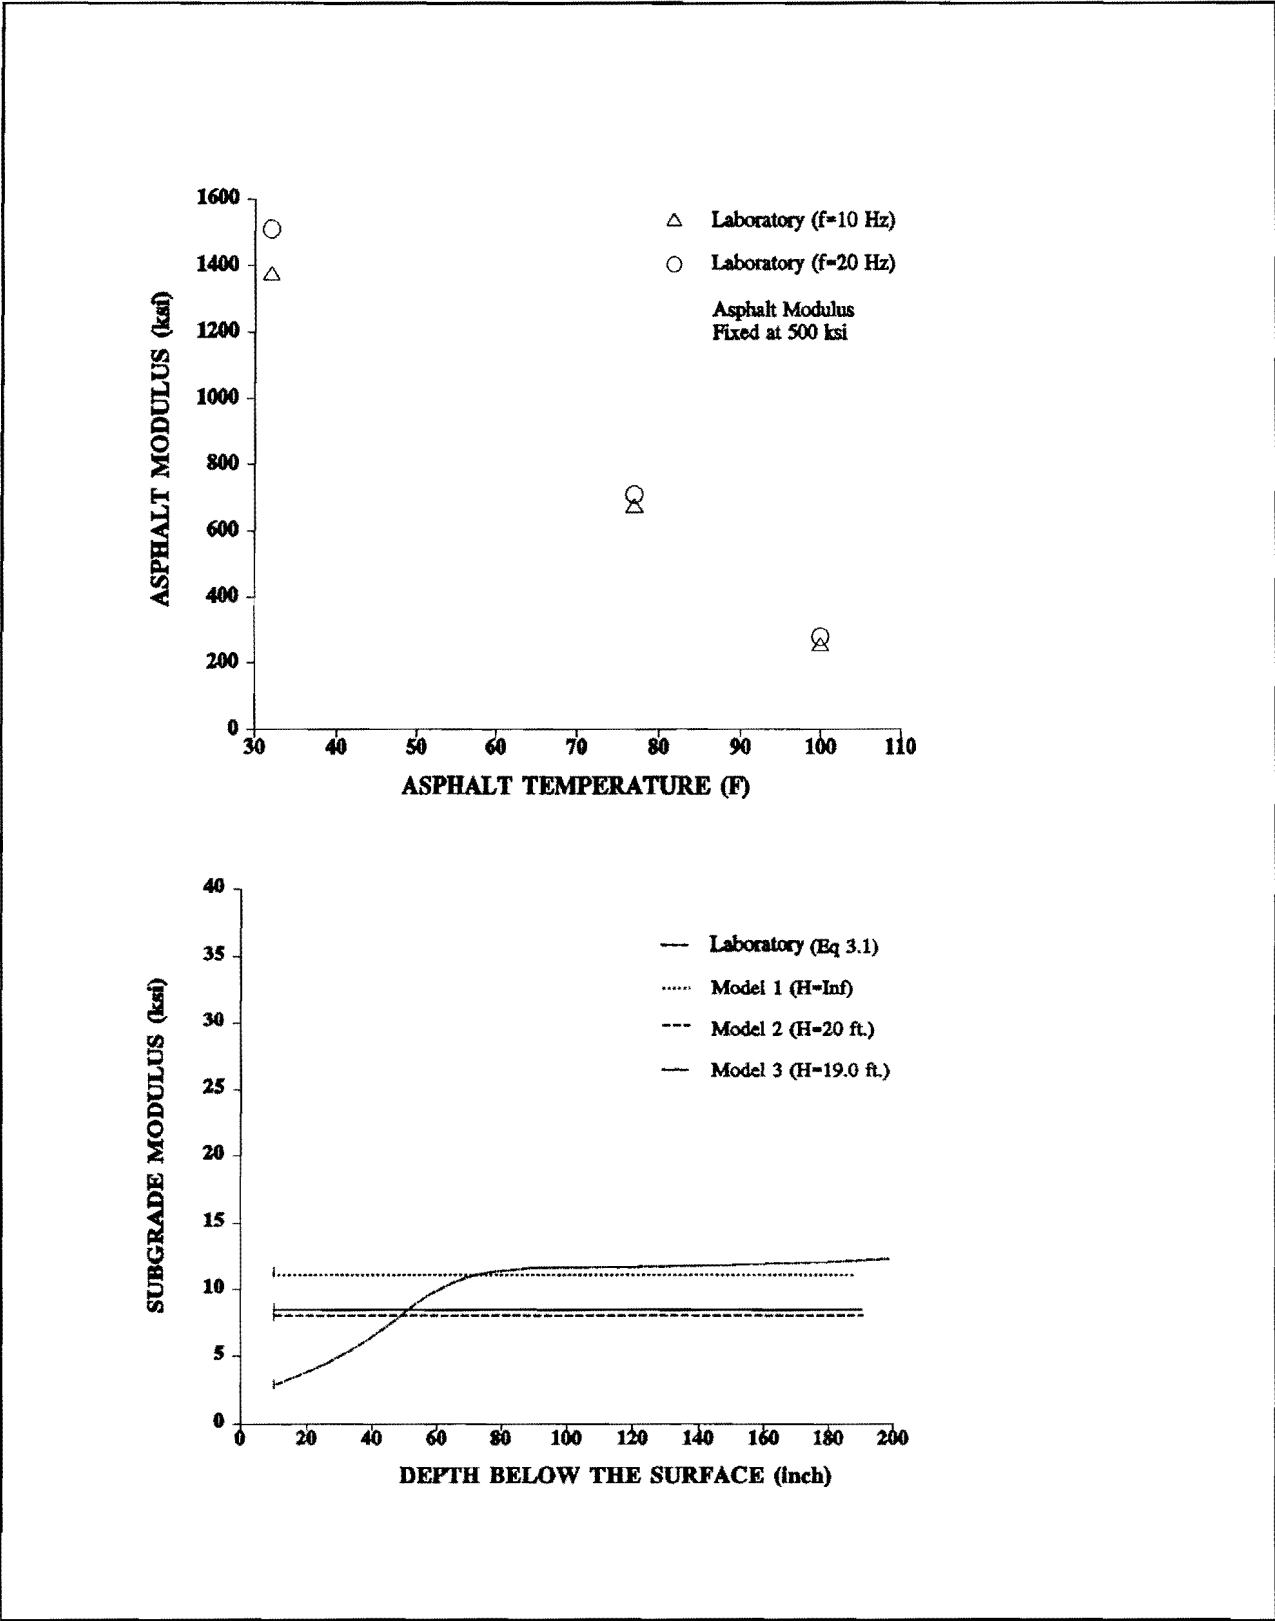 1600
1400
1200
1000
800
600
400
200
0
ASPHALT MODULUS (ksi)
Laboratory (f=10 Hz)
Laboratory (f=20 Hz)
Asphalt Modulus
Fixed at 500 ksi
30 40 50 60 70 80 90 100 110
ASPHALT TEMPERATURE (F)
40
35
30
25
20
15
10
5
0
SUBGRADE MODULUS (ksi)
Laboratory (Eq 3.1)
Model 1 (H=Inf)
Model 2 (H=20 ft.)
Model 3 (H=19.0 ft.)
0 20 40 60 80 100 120 140 160 180 200
DEPTH BELOW THE SURFACE (inch)